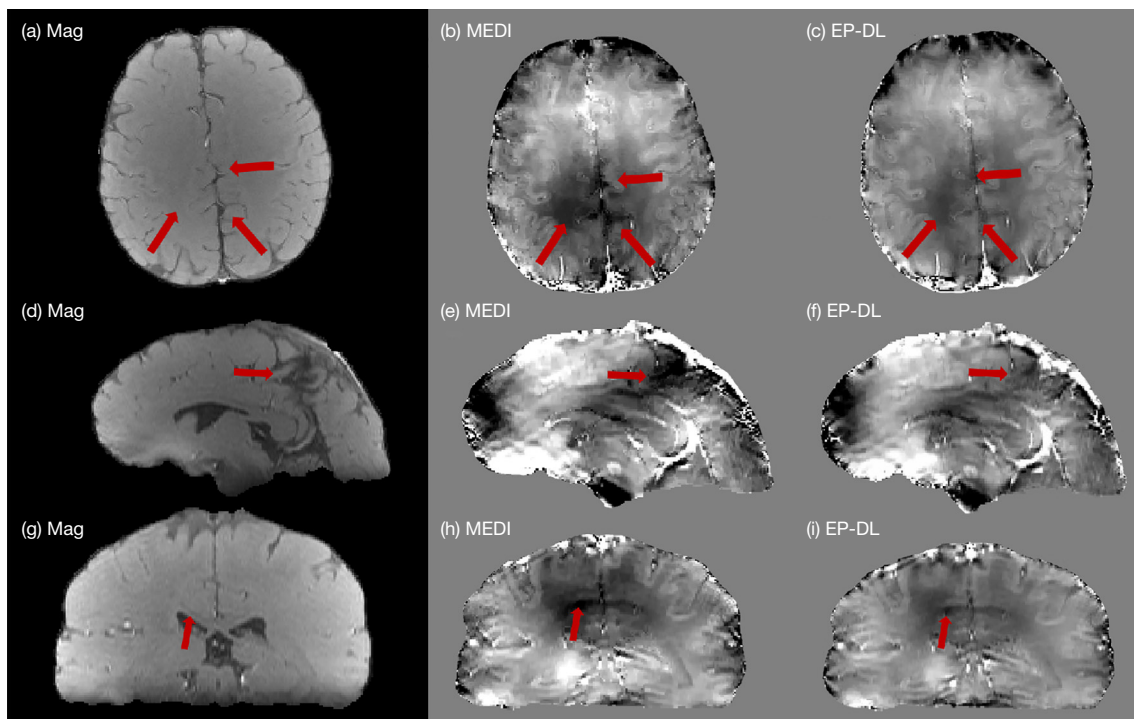 (a) Mag
(b) MEDI
(c) EP-DL
(d) Mag
(e) MEDI
(f) EP-DL
(g) Mag
(h) MEDI
(i) EP-DL